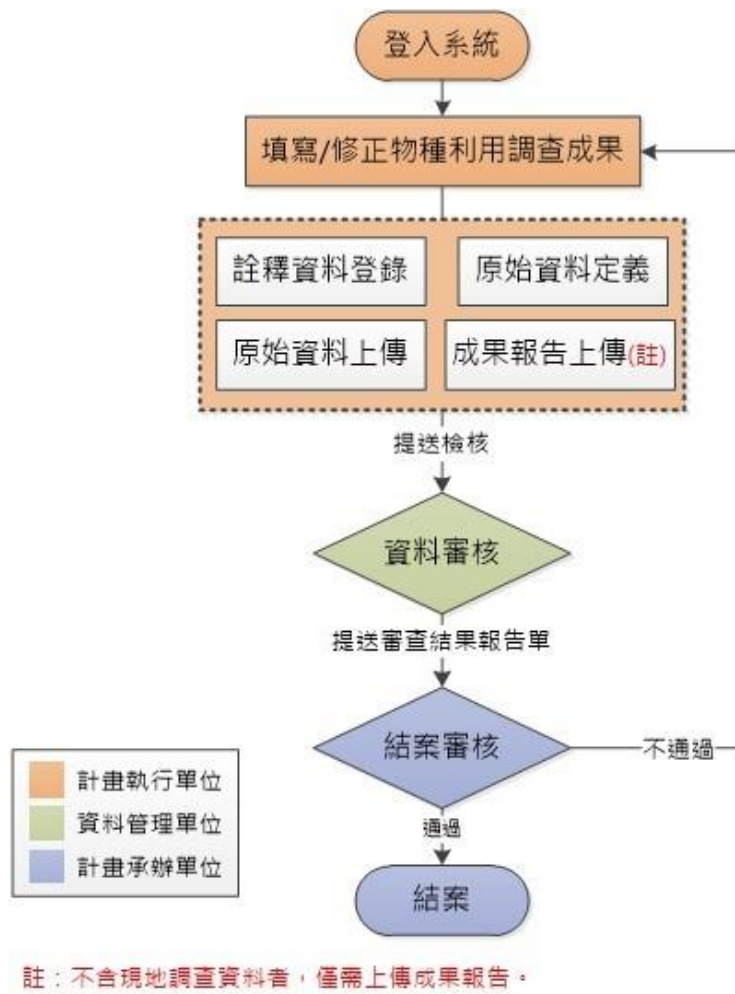 登入系統
填寫/修正物種利用調查成果
詮釋資料登錄
原始資料定義
原始資料上傳
成果報告上傳(註)
提送檢核
資料審核
提送審查結果報告單
結案審核
不通過
通過
結案
計畫執行單位
資料管理單位
計畫承辦單位
註：不含現地調查資料者，僅需上傳成果報告。